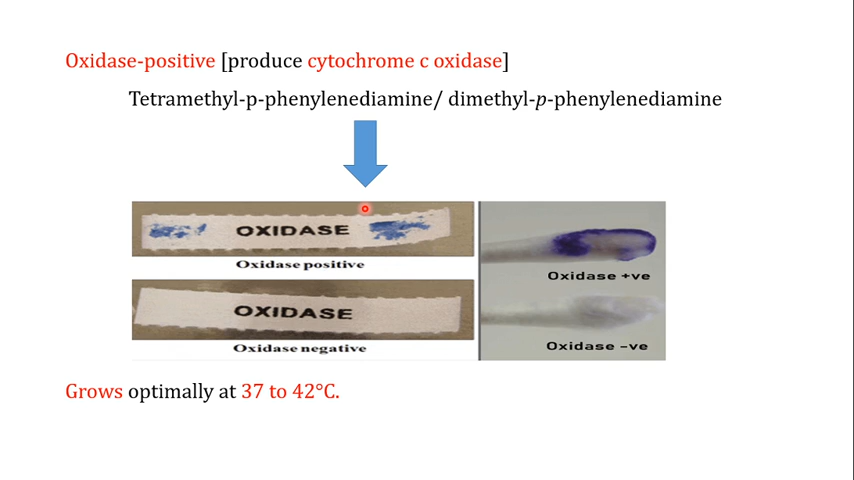 Oxidase-positive [produce cytochrome c oxidase]
Tetramethyl-p-phenylenediamine/ dimethyl-p-phenylenediamine
OXIDASE
Oxidase positive
OXIDASE
Oxidase negative
Oxidase +ve
Oxidase −ve
Grows optimally at 37 to 42°C.